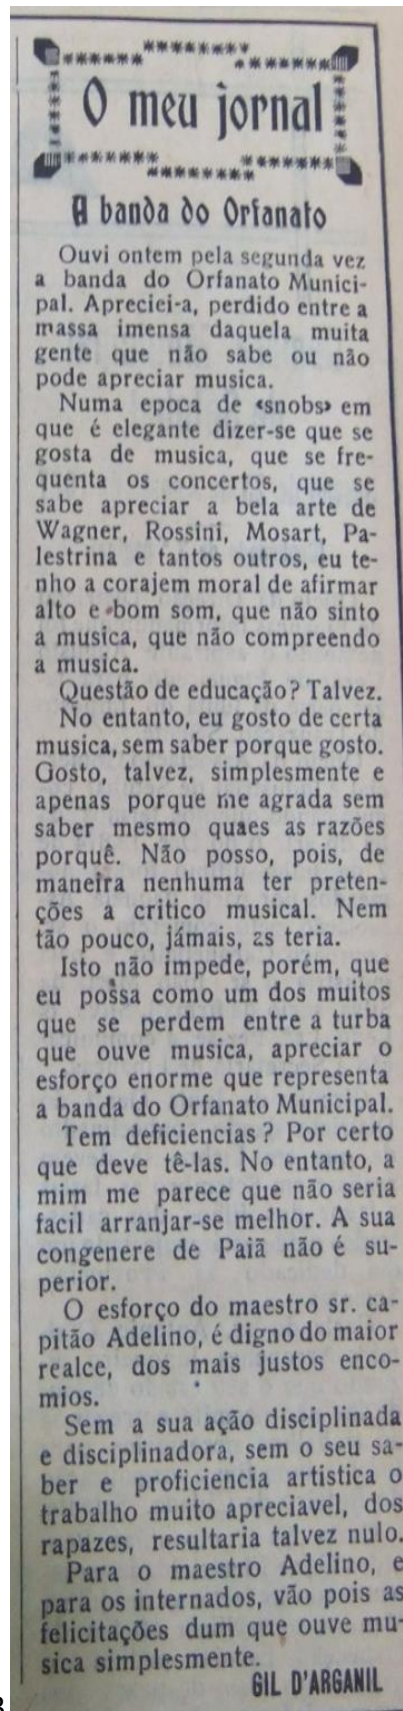 O meu jornal
A banda do Orfanato
Ouvi ontem pela segunda vez
a banda do Orfanato Munici-
pal. Apreciei-a, perdido entre a
massa imensa daquela muita
gente que não sabe ou não
pode apreciar musica.
Numa epoca de «snobs» em
que é elegante dizer-se que se
gosta de musica, que se fre-
quenta os concertos, que se
sabe apreciar a bela arte de
Wagner, Rossini, Mosart, Pa-
lestrina e tantos outros, eu te-
nho a corajem moral de afirmar
alto e bom som, que não sinto
a musica, que não compreendo
a musica.
Questão de educação? Talvez.
No entanto, eu gosto de certa
musica, sem saber porque gosto.
Gosto, talvez, simplesmente e
apenas porque me agrada sem
saber mesmo quaes as razões
porquê. Não posso, pois, de
maneira nenhuma ter preten-
ções a critico musical. Nem
tão pouco, jámais, as teria.
Isto não impede, porém, que
eu possa como um dos muitos
que se perdem entre a turba
que ouve musica, apreciar o
esforço enorme que representa
a banda do Orfanato Municipal.
Tem deficiencias? Por certo
que deve tê-las. No entanto, a
mim me parece que não seria
facil arranjar-se melhor. A sua
congenere de Paiã não é su-
perior.
O esforço do maestro sr. ca-
pitão Adelino, é digno do maior
realce, dos mais justos enco-
mios.
Sem a sua ação disciplinada
e disciplinadora, sem o seu sa-
ber e proficiencia artistica o
trabalho muito apreciavel, dos
rapazes, resultaria talvez nulo.
Para o maestro Adelino, e
para os internados, vão pois as
felicitações dum que ouve mu-
sica simplesmente.
GIL D'ARGANIL